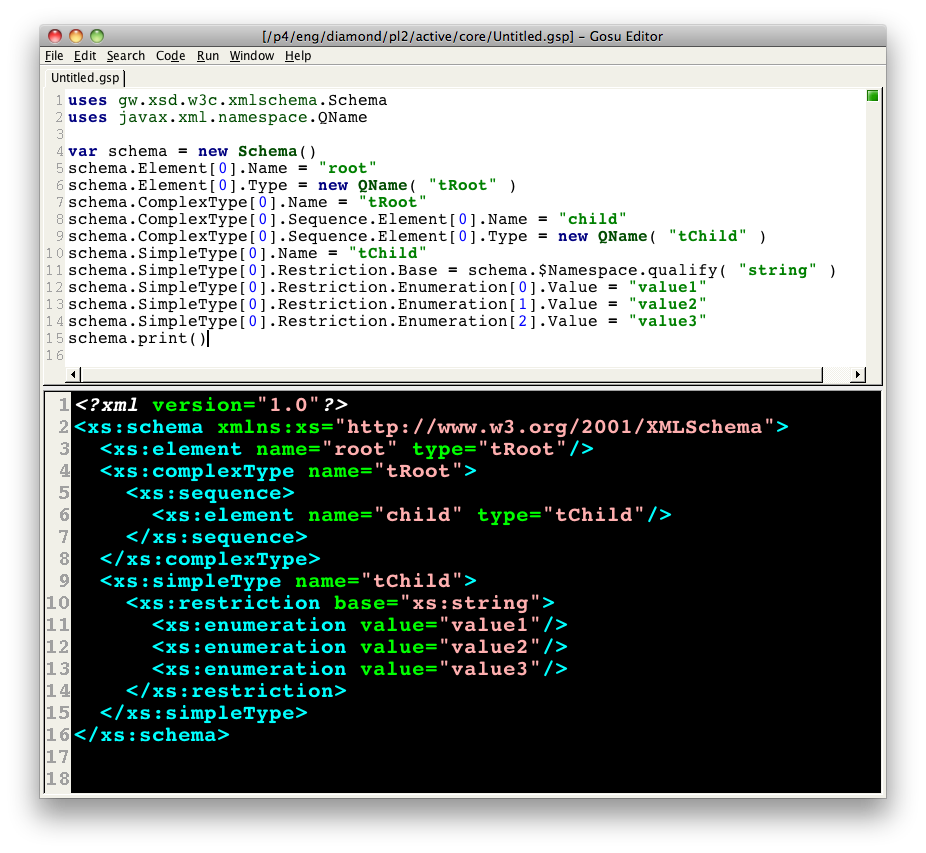 [/p4/eng/diamond/pl2/active/core/Untitled.gsp] - Gosu Editor
File Edit Search Code Run Window Help
Untitled.gsp
1 uses gw.xsd.w3c.xmlschema.Schema
2 uses javax.xml.namespace.QName
3
4 var schema = new Schema()
5 schema.Element[0].Name = "root"
6 schema.Element[0].Type = new QName( "tRoot" )
7 schema.ComplexType[0].Name = "tRoot"
8 schema.ComplexType[0].Sequence.Element[0].Name = "child"
9 schema.ComplexType[0].Sequence.Element[0].Type = new QName( "tChild" )
10 schema.SimpleType[0].Name = "tChild"
11 schema.SimpleType[0].Restriction.Base = schema.$Namespace.qualify( "string" )
12 schema.SimpleType[0].Restriction.Enumeration[0].Value = "value1"
13 schema.SimpleType[0].Restriction.Enumeration[1].Value = "value2"
14 schema.SimpleType[0].Restriction.Enumeration[2].Value = "value3"
15 schema.print()
16
1 <?xml version="1.0"?>
2 <xs:schema xmlns:xs="http://www.w3.org/2001/XMLSchema">
3   <xs:element name="root" type="tRoot"/>
4   <xs:complexType name="tRoot">
5     <xs:sequence>
6       <xs:element name="child" type="tChild"/>
7     </xs:sequence>
8   </xs:complexType>
9   <xs:simpleType name="tChild">
10     <xs:restriction base="xs:string">
11       <xs:enumeration value="value1"/>
12       <xs:enumeration value="value2"/>
13       <xs:enumeration value="value3"/>
14     </xs:restriction>
15   </xs:simpleType>
16 </xs:schema>
17
18